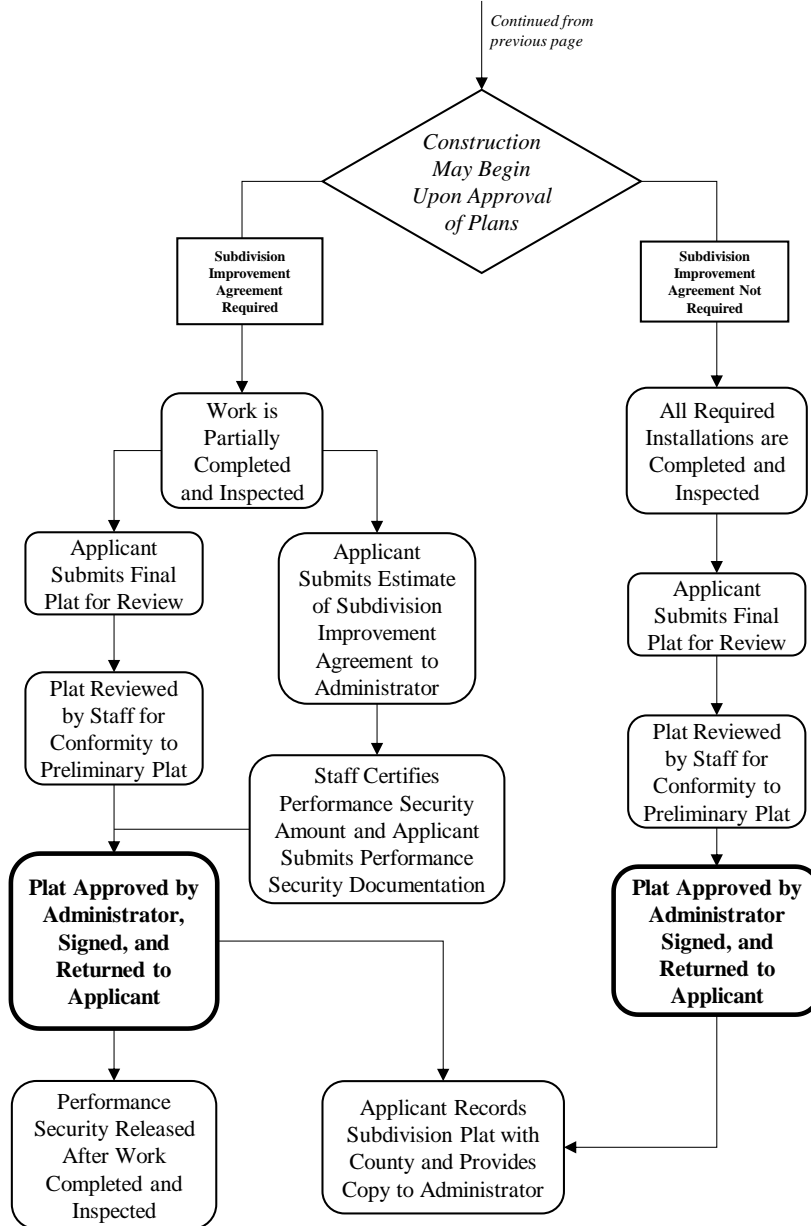 Continued from
previous page
Construction
May Begin
Upon Approval
of Plans
Subdivision
Improvement
Agreement
Required
Subdivision
Improvement
Agreement Not
Required
Work is
Partially
Completed
and Inspected
All Required
Installations are
Completed and
Inspected
Applicant
Submits Final
Plat for Review
Applicant
Submits Estimate
of Subdivision
Improvement
Agreement to
Administrator
Applicant
Submits Final
Plat for Review
Plat Reviewed
by Staff for
Conformity to
Preliminary Plat
Staff Certifies
Performance Security
Amount and Applicant
Submits Performance
Security Documentation
Plat Reviewed
by Staff for
Conformity to
Preliminary Plat
Plat Approved by
Administrator,
Signed, and
Returned to
Applicant
Plat Approved by
Administrator
Signed, and
Returned to
Applicant
Performance
Security Released
After Work
Completed and
Inspected
Applicant Records
Subdivision Plat with
County and Provides
Copy to Administrator